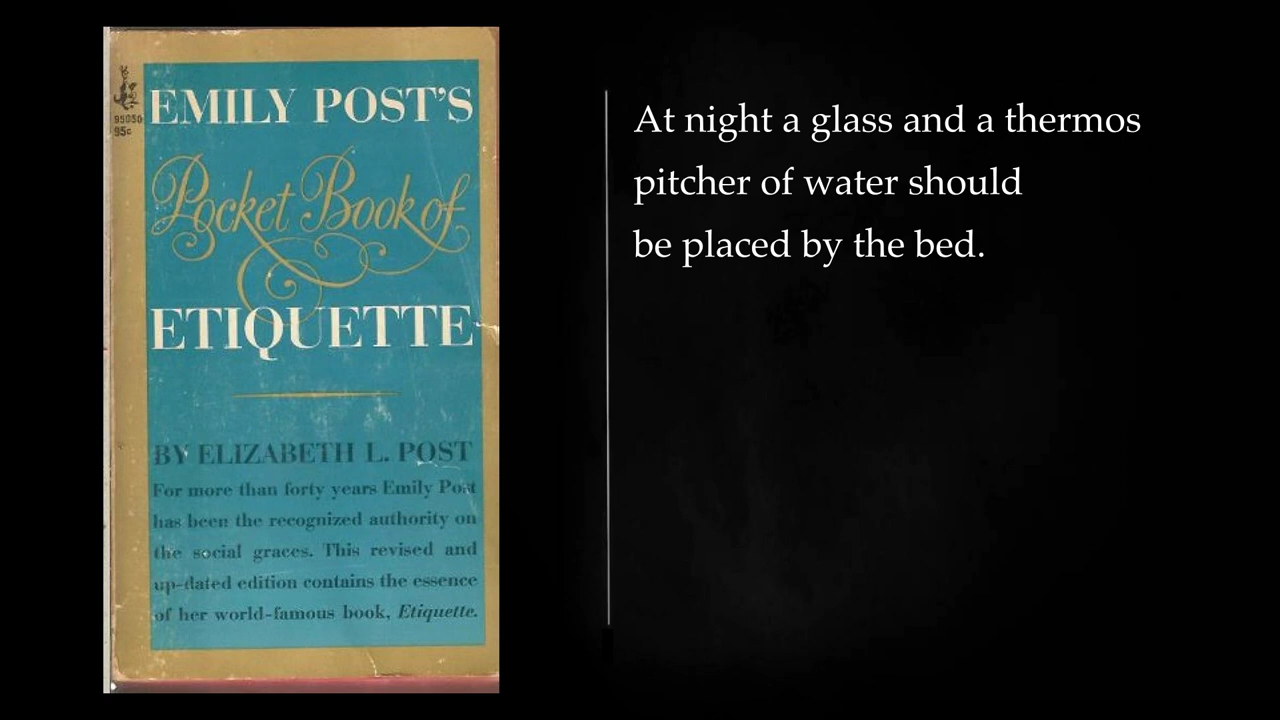 95050
95c
EMILY POST'S
Pocket Book of
ETIQUETTE
BY ELIZABETH L. POST
For more than forty years Emily Post
has been the recognized authority on
the social graces. This revised and
up-dated edition contains the essence
of her world-famous book, Etiquette.
At night a glass and a thermos
pitcher of water should
be placed by the bed.